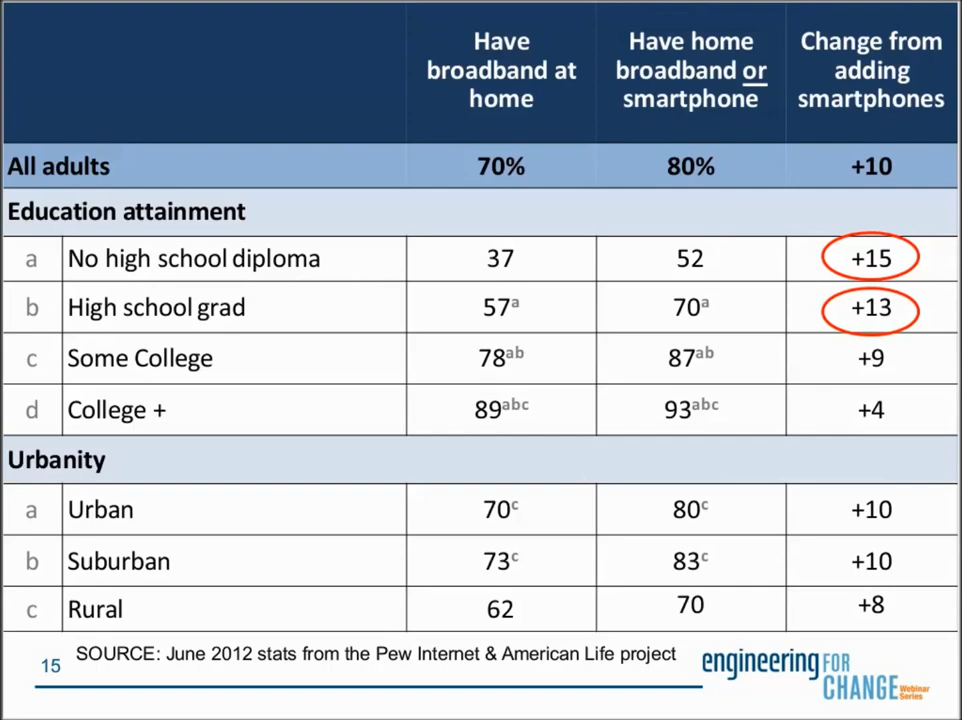 Have broadband at home
Have home broadband or smartphone
Change from adding smartphones
All adults 70% 80% +10
Education attainment
a No high school diploma 37 52 +15
b High school grad 57ᵃ 70ᵃ +13
c Some College 78ᵃᵇ 87ᵃᵇ +9
d College + 89ᵃᵇᶜ 93ᵃᵇᶜ +4
Urbanity
a Urban 70ᶜ 80ᶜ +10
b Suburban 73ᶜ 83ᶜ +10
c Rural 62 70 +8
15 SOURCE: June 2012 stats from the Pew Internet & American Life project
engineering FOR
CHANGE Webinar Series